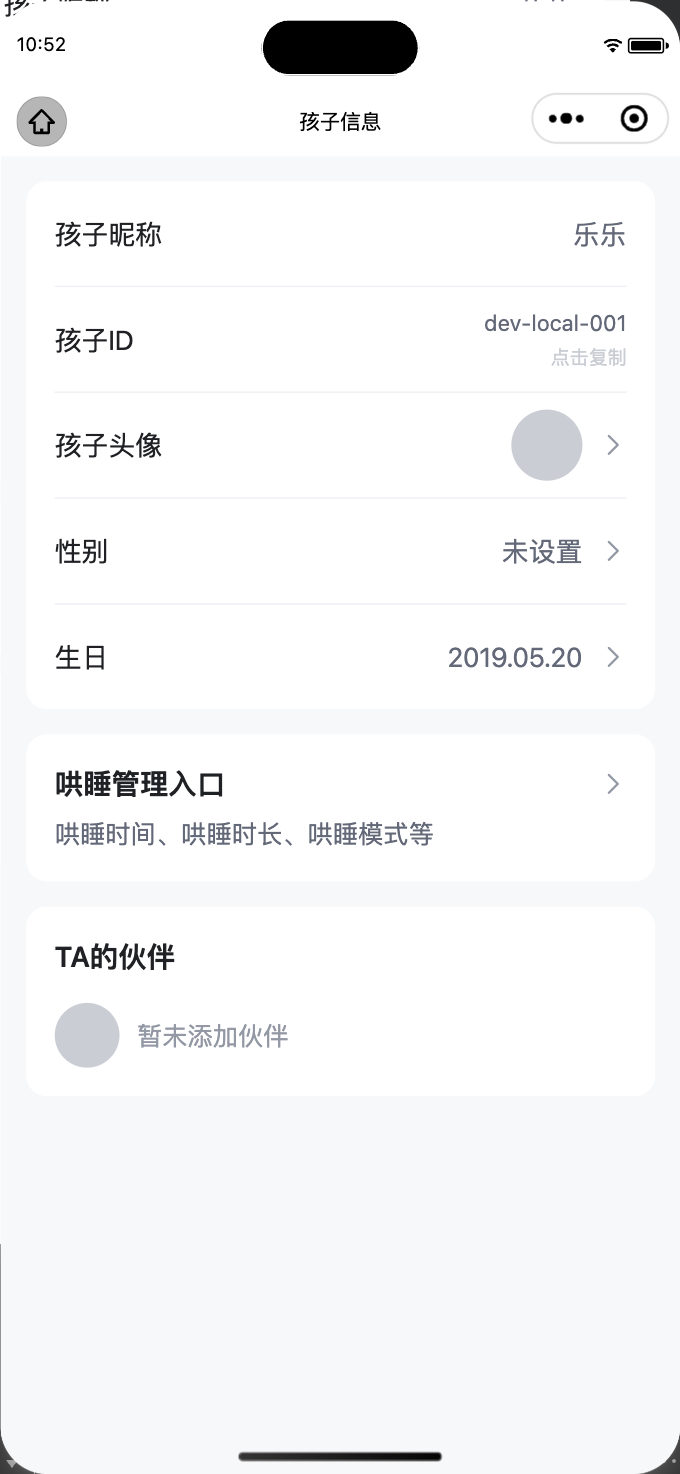 10:52
孩子信息
孩子昵称
乐乐
孩子ID
dev-local-001
点击复制
孩子头像
性别
未设置
生日
2019.05.20
哄睡管理入口
哄睡时间、哄睡时长、哄睡模式等
TA的伙伴
暂未添加伙伴